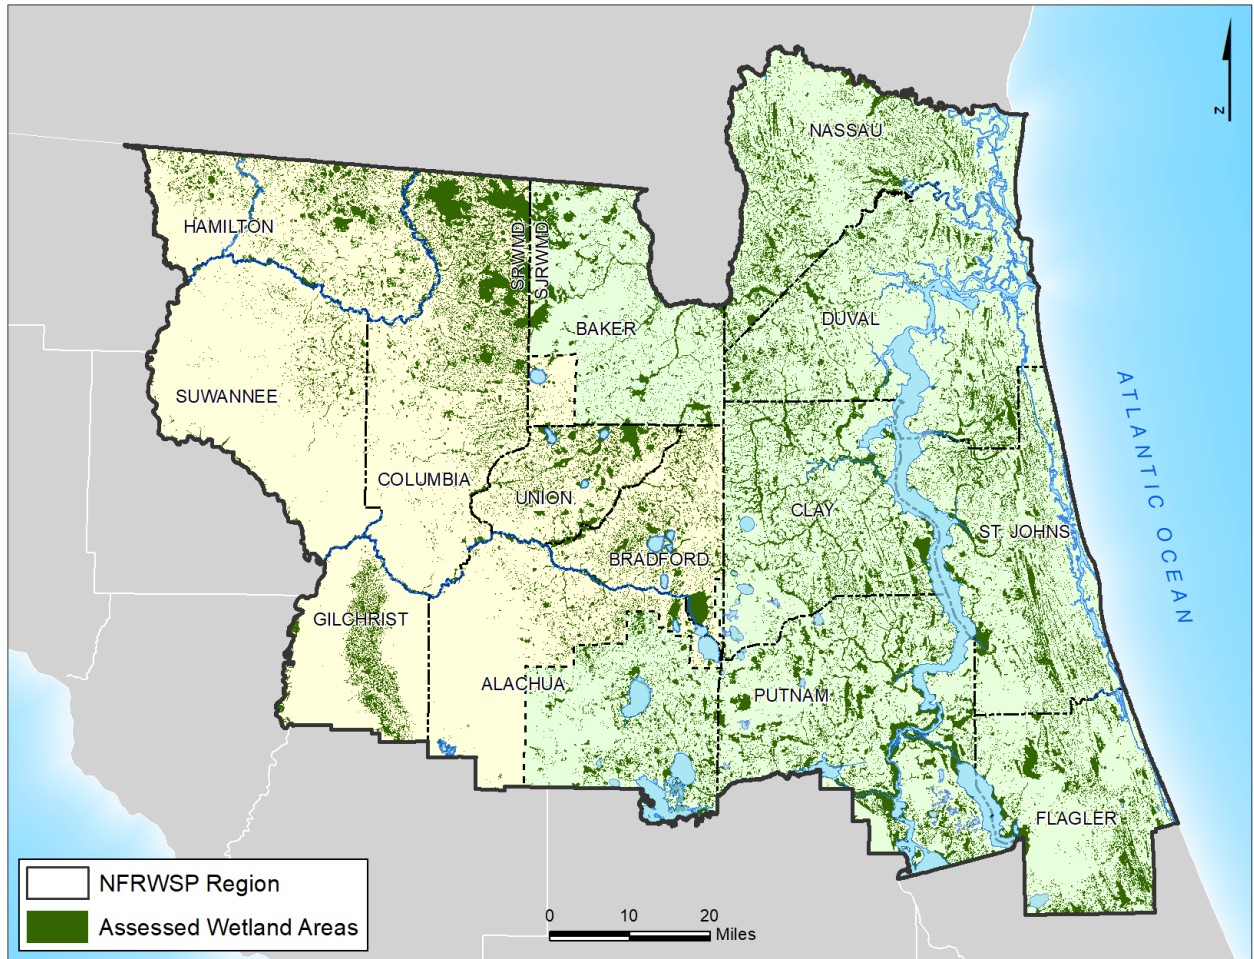 N
NASSAU
HAMILTON
SRWMD
SJRWMD
BAKER
DUVAL
SUWANNEE
COLUMBIA
UNION
CLAY
ST. JOHNS
BRADFORD
GILCHRIST
ALACHUA
PUTNAM
FLAGLER
ATLANTIC OCEAN
NFRWSP Region
Assessed Wetland Areas
0 10 20
Miles